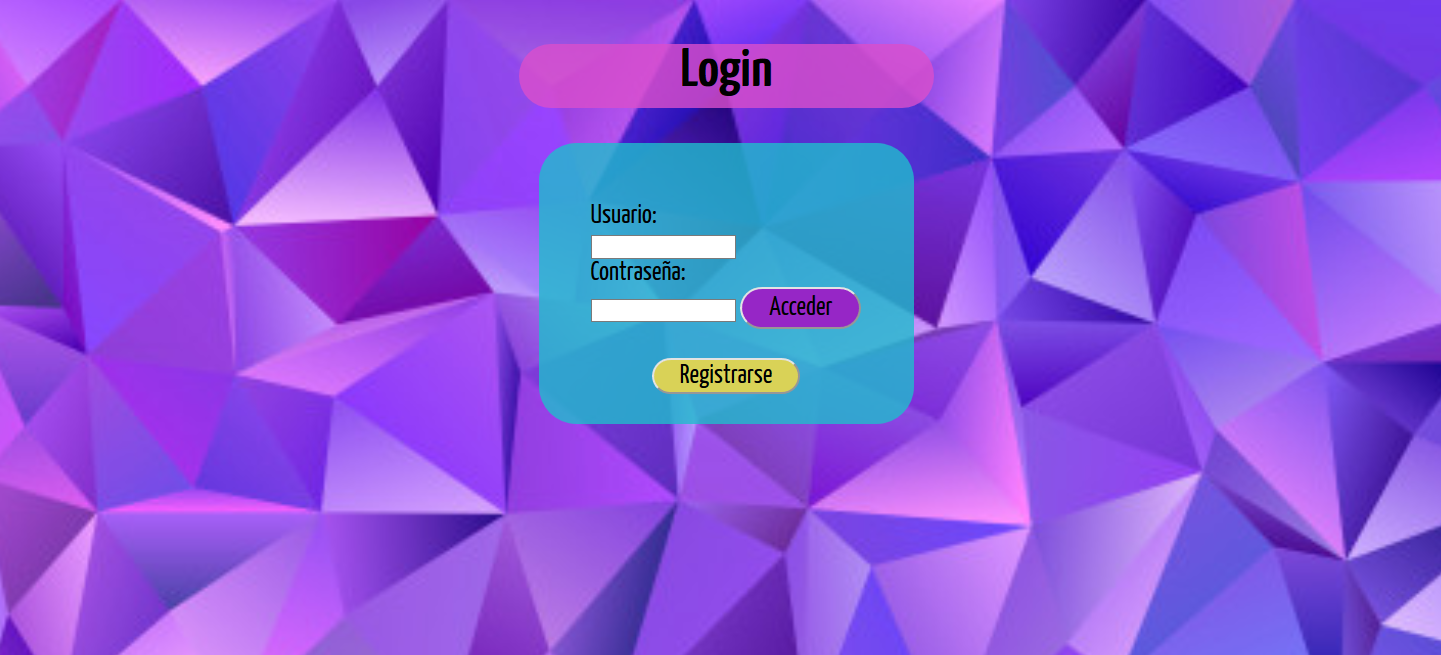 Login
Usuario:
Contraseña:
Acceder
Registrarse